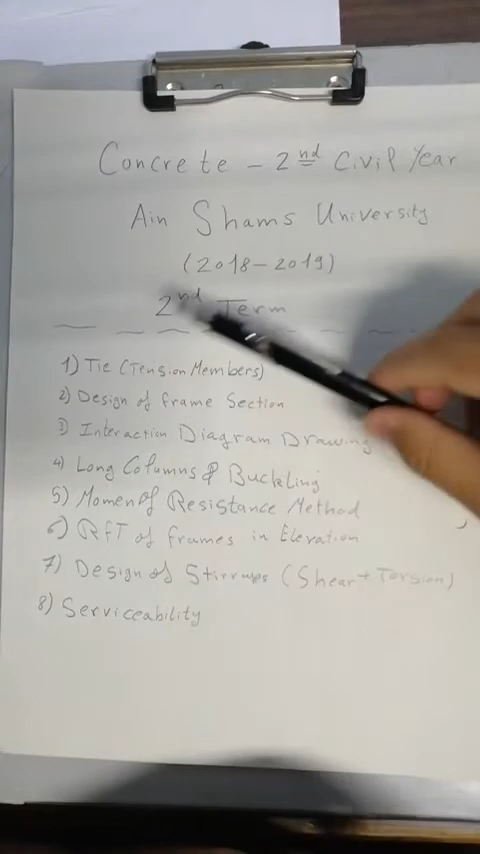 Concrete - 2nd Civil Year
Ain Shams University
(2018-2019)
2nd Term
1) Tie (Tension Members)
2) Design of Frame Section
3) Interaction Diagram Drawing
4) Long Columns & Buckling
5) Momen of Resistance Method
6) RFT of Frames in Elevation
7) Design of Stirrups (Shear + Torsion)
8) Serviceability